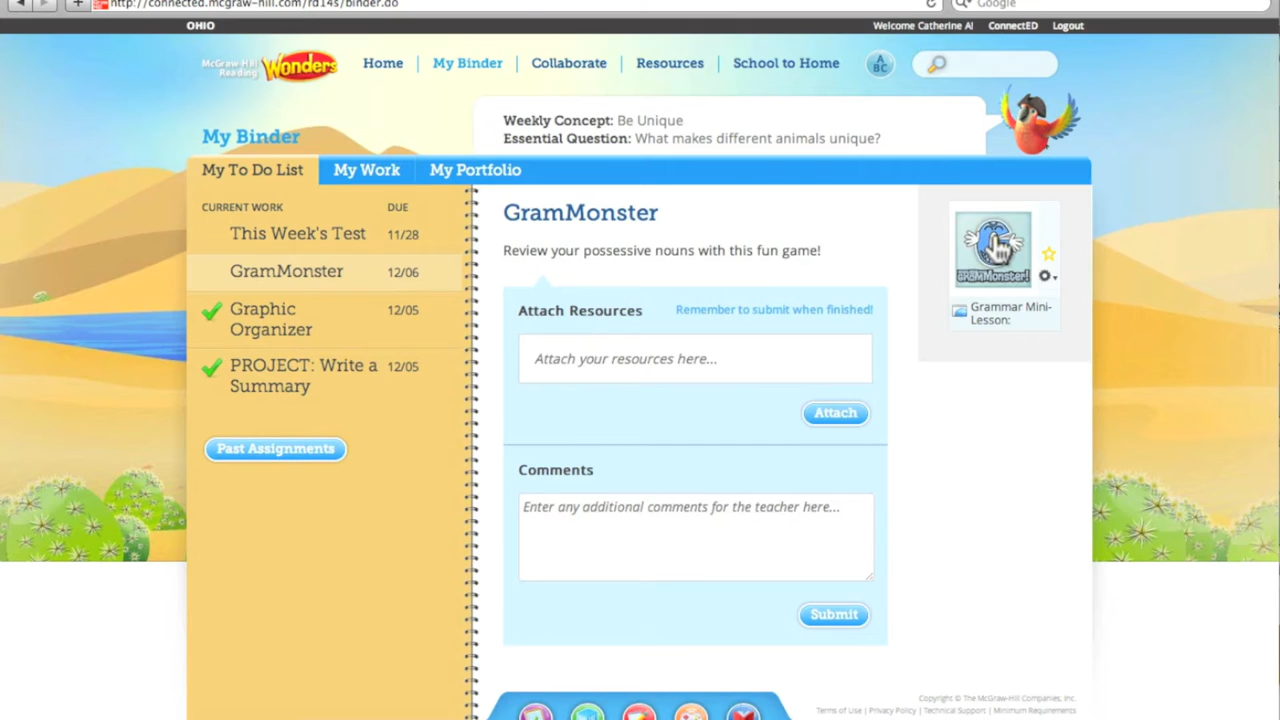 http://connected.mcgraw-hill.com/rd14s/binder.do
Google
OHIO
Welcome Catherine A!
ConnectED
Logout
McGraw-Hill
Reading
Wonders
Home
My Binder
Collaborate
Resources
School to Home
A
BC
Weekly Concept: Be Unique
Essential Question: What makes different animals unique?
My Binder
My To Do List
My Work
My Portfolio
CURRENT WORK
DUE
This Week's Test
11/28
GramMonster
12/06
Graphic
Organizer
12/05
PROJECT: Write a
Summary
12/05
Past Assignments
GramMonster
Review your possessive nouns with this fun game!
Attach Resources
Remember to submit when finished!
Attach your resources here...
Attach
Comments
Enter any additional comments for the teacher here...
Submit
GRAMMonster!
Grammar Mini-
Lesson:
Copyright © The McGraw-Hill Companies, Inc.
Terms of Use | Privacy Policy | Technical Support | Minimum Requirements